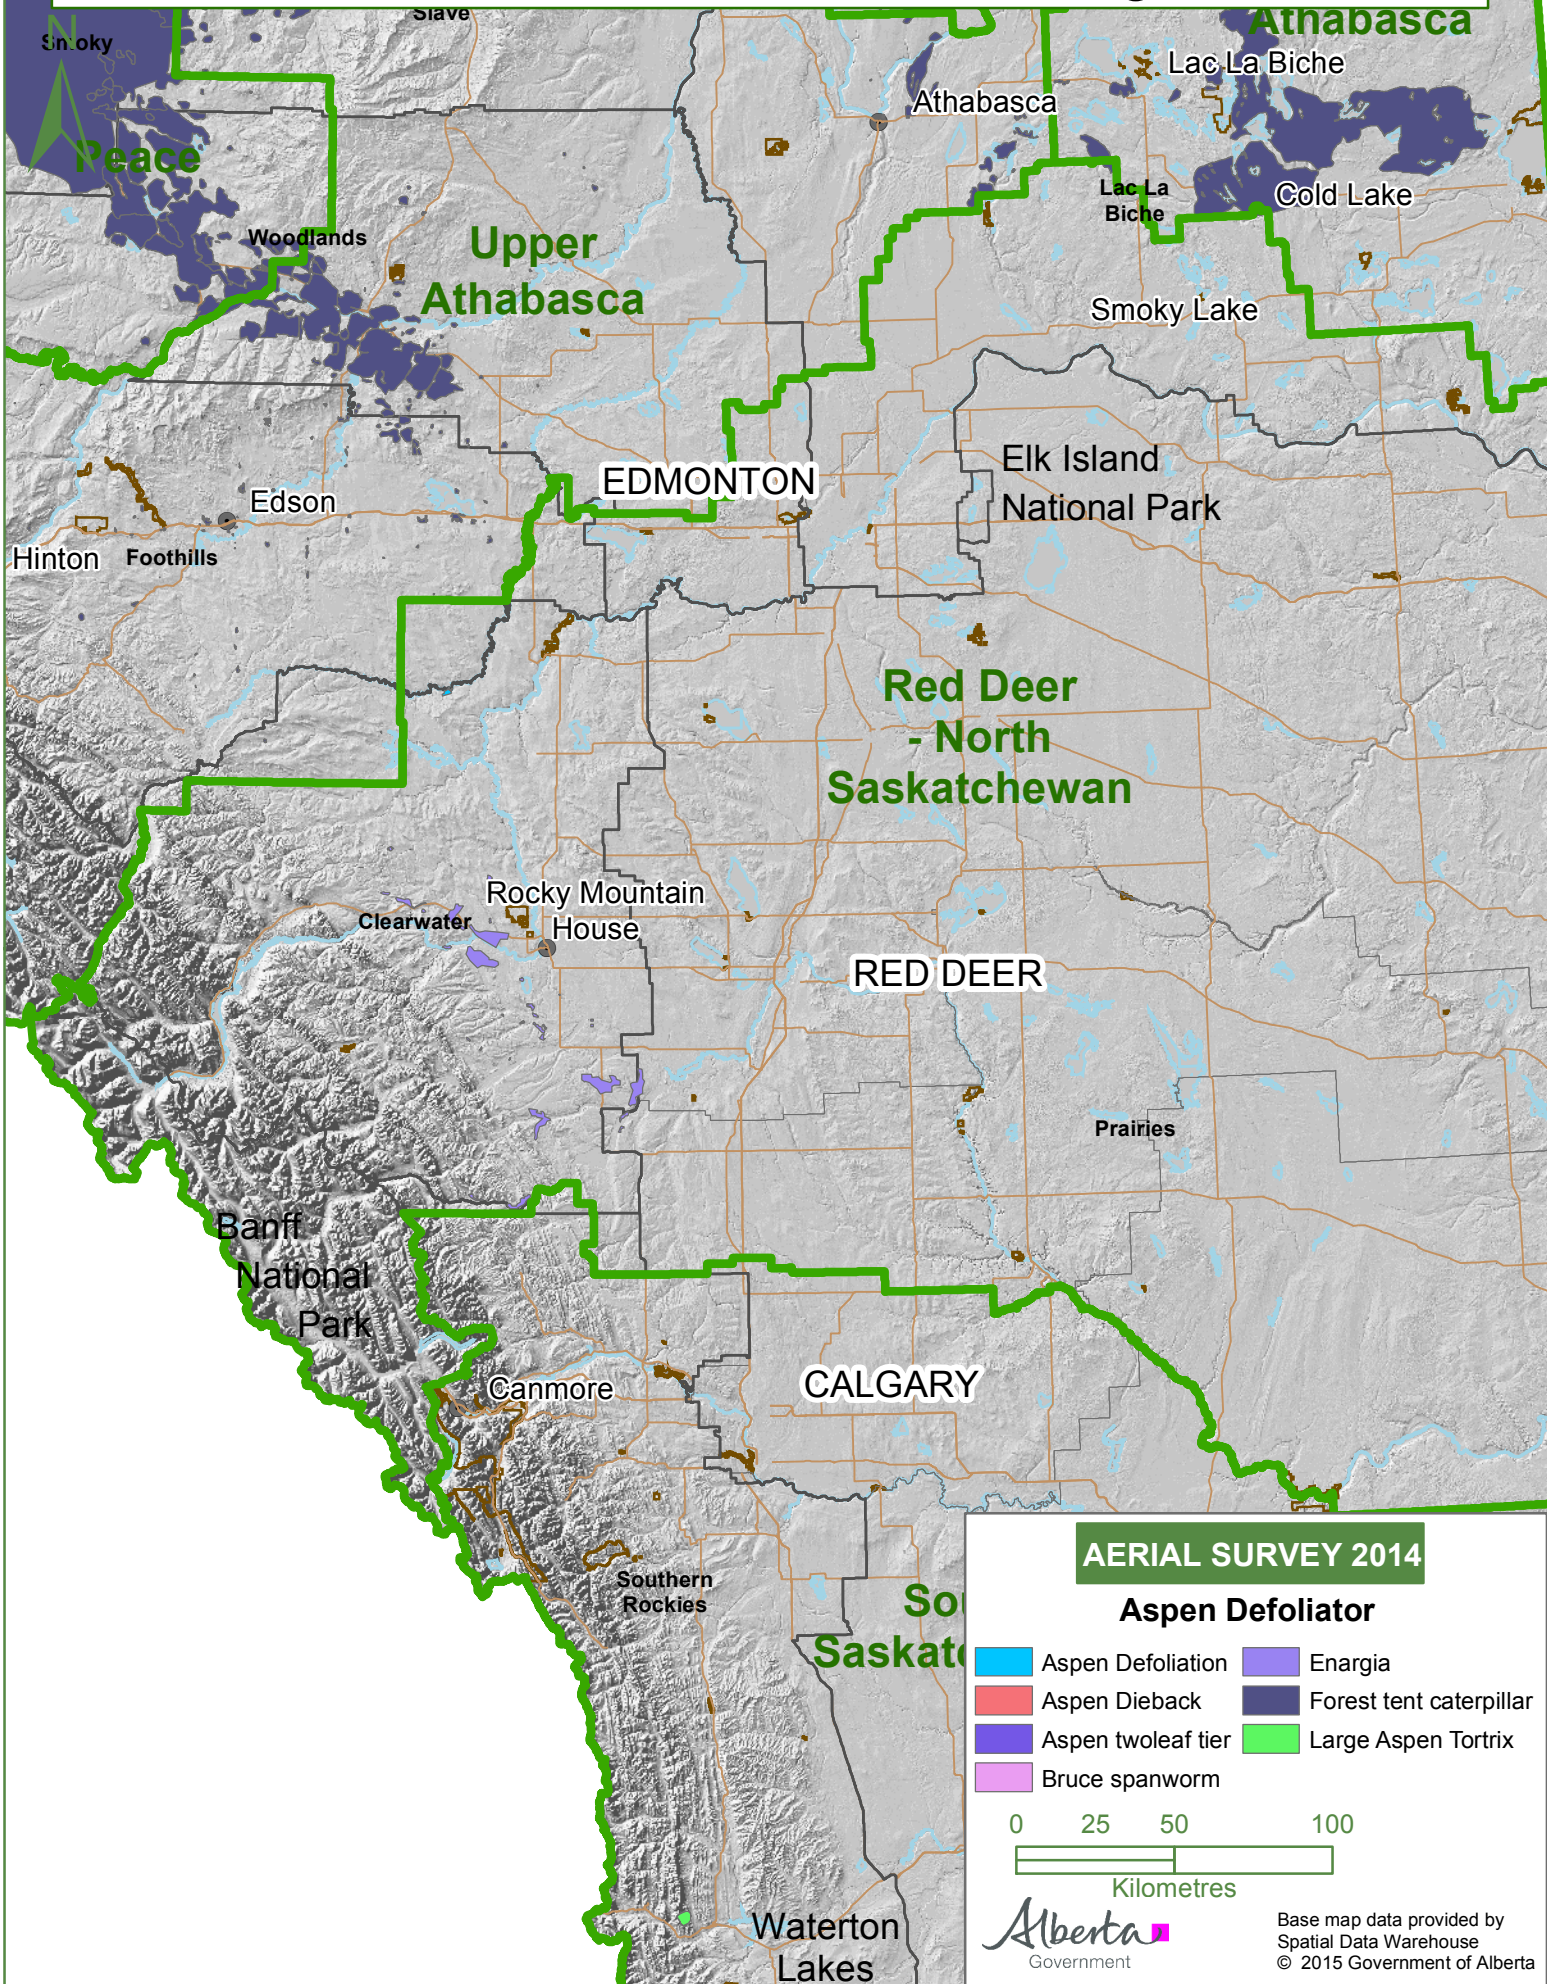 Slave
Athabasca
Smoky
N
Lac La Biche
Athabasca
Peace
Lac La
Biche
Cold Lake
Woodlands
Upper
Athabasca
Smoky Lake
Elk Island
National Park
EDMONTON
Edson
Hinton
Foothills
Red Deer
- North
Saskatchewan
Rocky Mountain
House
Clearwater
RED DEER
Prairies
Banff
National
Park
Canmore
CALGARY
Southern
Rockies
Waterton
Lakes
AERIAL SURVEY 2014
Aspen Defoliator
Aspen Defoliation
Enargia
Aspen Dieback
Forest tent caterpillar
Aspen twoleaf tier
Large Aspen Tortrix
Bruce spanworm
0 25 50 100
Kilometres
Alberta
Government
Base map data provided by
Spatial Data Warehouse
© 2015 Government of Alberta